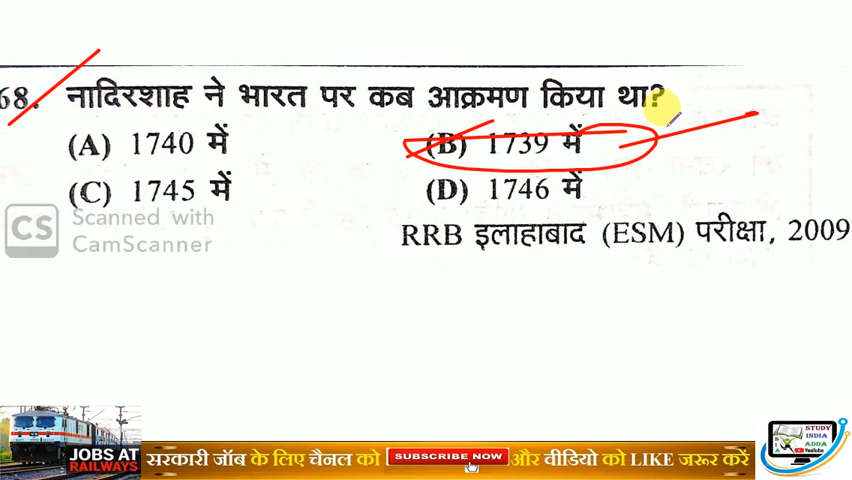 68. नादिरशाह ने भारत पर कब आक्रमण किया था?
(A) 1740 में (B) 1739 में
(C) 1745 में (D) 1746 में
CS Scanned with
CamScanner
RRB इलाहाबाद (ESM) परीक्षा, 2009
JOBS AT
RAILWAYS
सरकारी जॉब के लिए चैनल को SUBSCRIBE NOW और वीडियो को LIKE जरूर करें
STUDY
INDIA
ADDA
YouTube